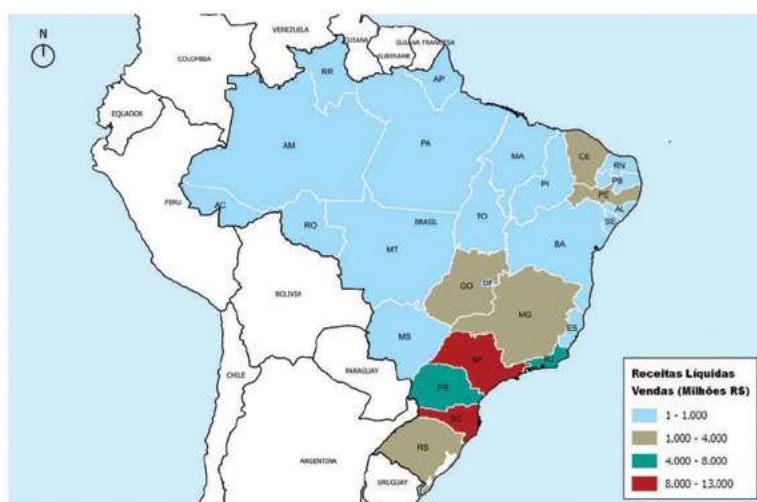 N
VENEZUELA
GUIANA
GUIANA FRANCESA
SURINAME
COLOMBIA
RR
AP
EQUADOR
AM
PA
MA
CE
RN
PB
PI
PE
AL
SE
PERU
AC
TO
RO
BRASIL
BA
MT
GO
DF
BOLIVIA
MG
ES
MS
SP
RJ
PARAGUAY
PR
CHILE
SC
RS
ARGENTINA
URUGUAY
Receitas Líquidas
Vendas (Milhões R$)
1 - 1.000
1.000 - 4.000
4.000 - 8.000
8.000 - 13.000